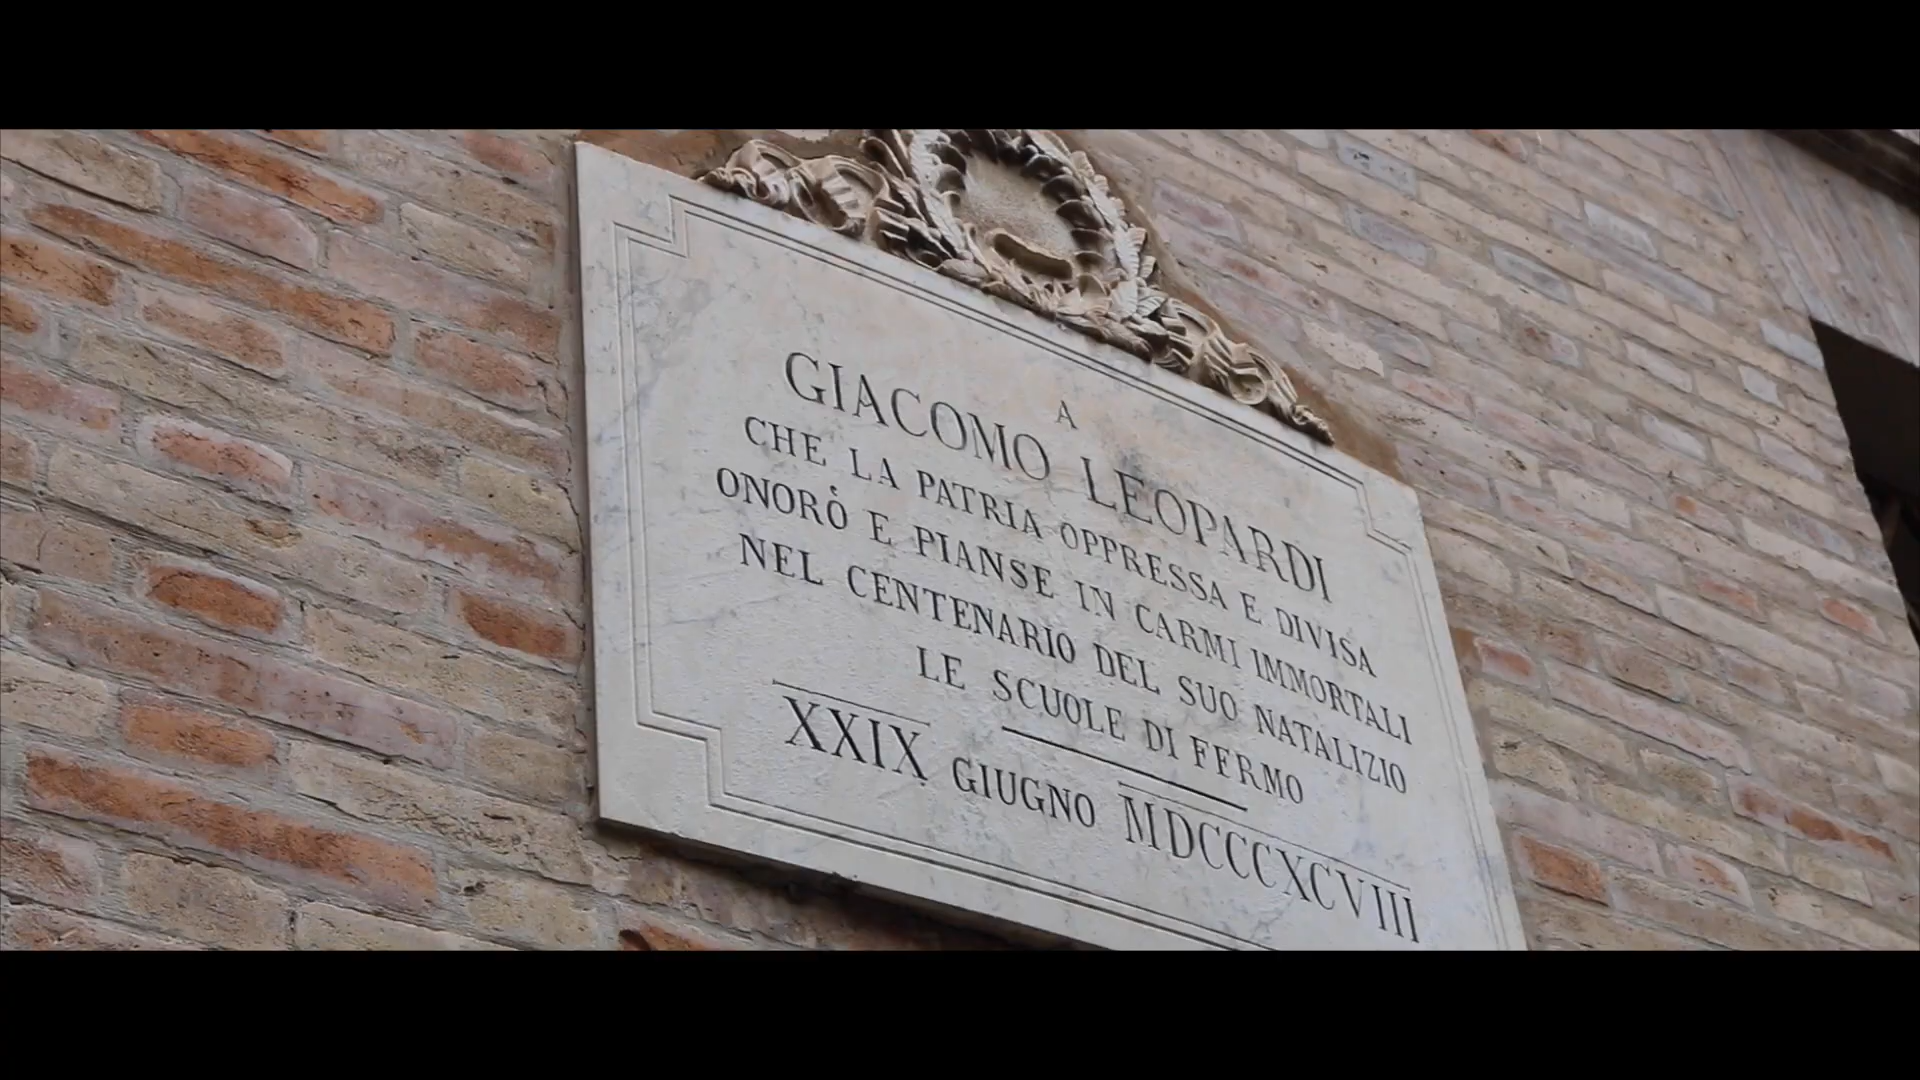 A
GIACOMO LEOPARDI
CHE LA PATRIA OPPRESSA E DIVISA
ONORÒ E PIANSE IN CARMI IMMORTALI
NEL CENTENARIO DEL SUO NATALIZIO
LE SCUOLE DI FERMO
XXIX GIUGNO MDCCCXCVIII